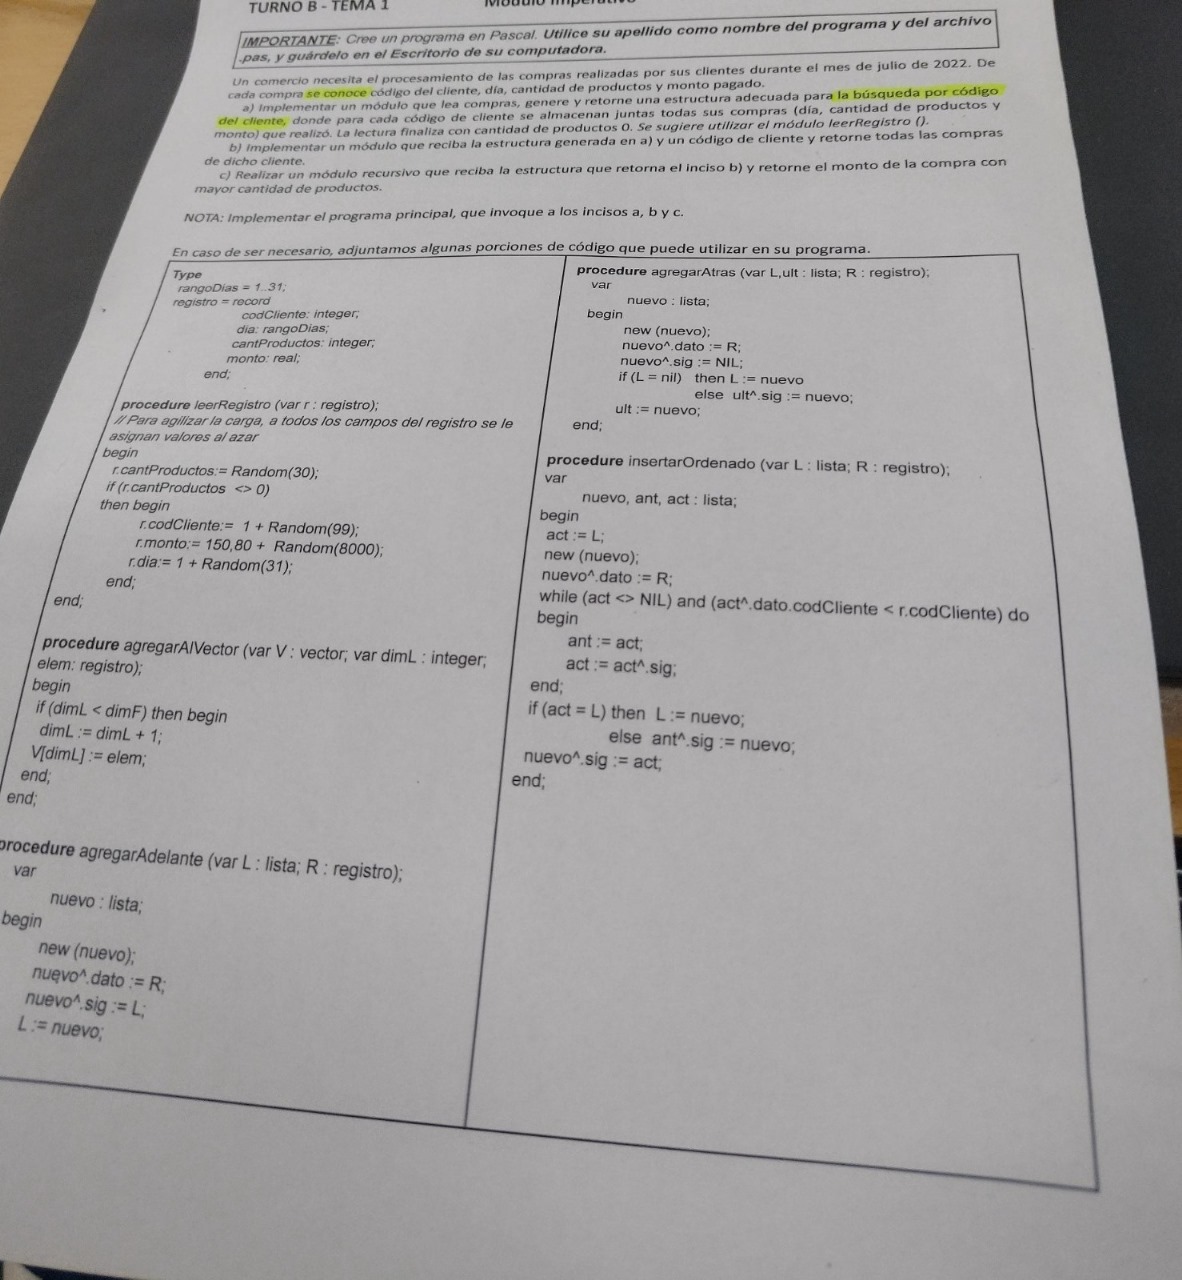 TURNO B - TEMA 1 Módulo Imperativo
IMPORTANTE: Cree un programa en Pascal. Utilice su apellido como nombre del programa y del archivo
.pas, y guárdelo en el Escritorio de su computadora.
Un comercio necesita el procesamiento de las compras realizadas por sus clientes durante el mes de julio de 2022. De
cada compra se conoce código del cliente, día, cantidad de productos y monto pagado.
a) Implementar un módulo que lea compras, genere y retorne una estructura adecuada para la búsqueda por código
del cliente, donde para cada código de cliente se almacenan juntas todas sus compras (día, cantidad de productos y
monto) que realizó. La lectura finaliza con cantidad de productos 0. Se sugiere utilizar el módulo leerRegistro ().
b) Implementar un módulo que reciba la estructura generada en a) y un código de cliente y retorne todas las compras
de dicho cliente.
c) Realizar un módulo recursivo que reciba la estructura que retorna el inciso b) y retorne el monto de la compra con
mayor cantidad de productos.
NOTA: Implementar el programa principal, que invoque a los incisos a, b y c.
En caso de ser necesario, adjuntamos algunas porciones de código que puede utilizar en su programa.
Type
rangoDias = 1..31;
registro = record
codCliente: integer;
dia: rangoDias;
cantProductos: integer;
monto: real;
end;
procedure leerRegistro (var r : registro);
// Para agilizar la carga, a todos los campos del registro se le
asignan valores al azar
begin
r.cantProductos:= Random(30);
if (r.cantProductos <> 0)
then begin
r.codCliente:= 1 + Random(99);
r.monto:= 150,80 + Random(8000);
r.dia:= 1 + Random(31);
end;
end;
procedure agregarAlVector (var V : vector; var dimL : integer;
elem: registro);
begin
if (dimL < dimF) then begin
dimL := dimL + 1;
V[dimL] := elem;
end;
end;
procedure agregarAdelante (var L : lista; R : registro);
var
nuevo : lista;
begin
new (nuevo);
nuevo^.dato := R;
nuevo^.sig := L;
L := nuevo;
procedure agregarAtras (var L,ult : lista; R : registro);
var
nuevo : lista;
begin
new (nuevo);
nuevo^.dato := R;
nuevo^.sig := NIL;
if (L = nil) then L := nuevo
else ult^.sig := nuevo;
ult := nuevo;
end;
procedure insertarOrdenado (var L : lista; R : registro);
var
nuevo, ant, act : lista;
begin
act := L;
new (nuevo);
nuevo^.dato := R;
while (act <> NIL) and (act^.dato.codCliente < r.codCliente) do
begin
ant := act;
act := act^.sig;
end;
if (act = L) then L := nuevo;
else ant^.sig := nuevo;
nuevo^.sig := act;
end;